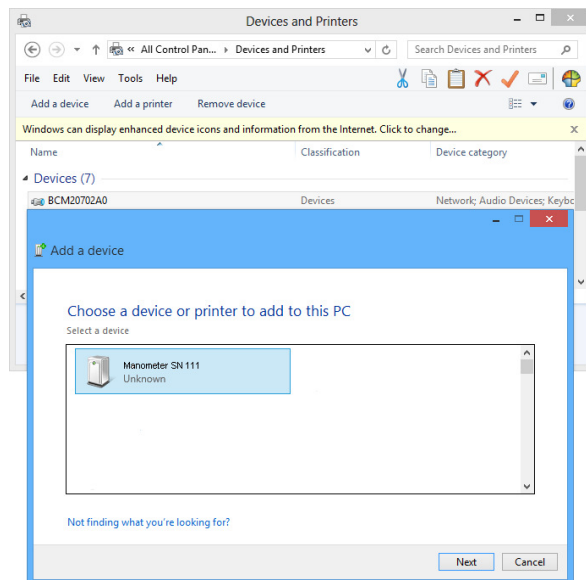 Devices and Printers
« All Control Pan... Devices and Printers Search Devices and Printers
File Edit View Tools Help
Add a device Add a printer Remove device
Windows can display enhanced device icons and information from the Internet. Click to change...
Name Classification Device category
Devices (7)
BCM20702A0 Devices Network; Audio Devices; Keybo
Add a device
Choose a device or printer to add to this PC
Select a device
Manometer SN 111
Unknown
Not finding what you're looking for?
Next Cancel